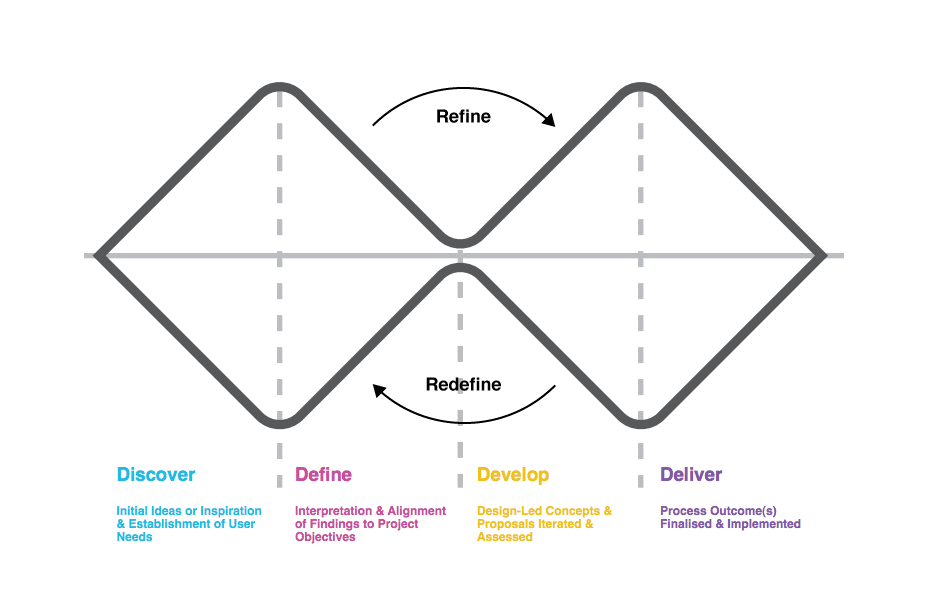 Refine
Redefine
Discover
Initial Ideas or Inspiration
& Establishment of User
Needs
Define
Interpretation & Alignment
of Findings to Project
Objectives
Develop
Design-Led Concepts &
Proposals Iterated &
Assessed
Deliver
Process Outcome(s)
Finalised & Implemented